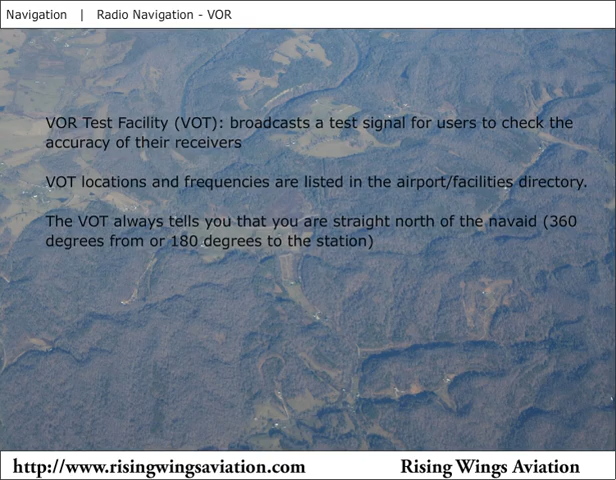 Navigation | Radio Navigation - VOR
VOR Test Facility (VOT): broadcasts a test signal for users to check the
accuracy of their receivers
VOT locations and frequencies are listed in the airport/facilities directory.
The VOT always tells you that you are straight north of the navaid (360
degrees from or 180 degrees to the station)
http://www.risingwingsaviation.com Rising Wings Aviation